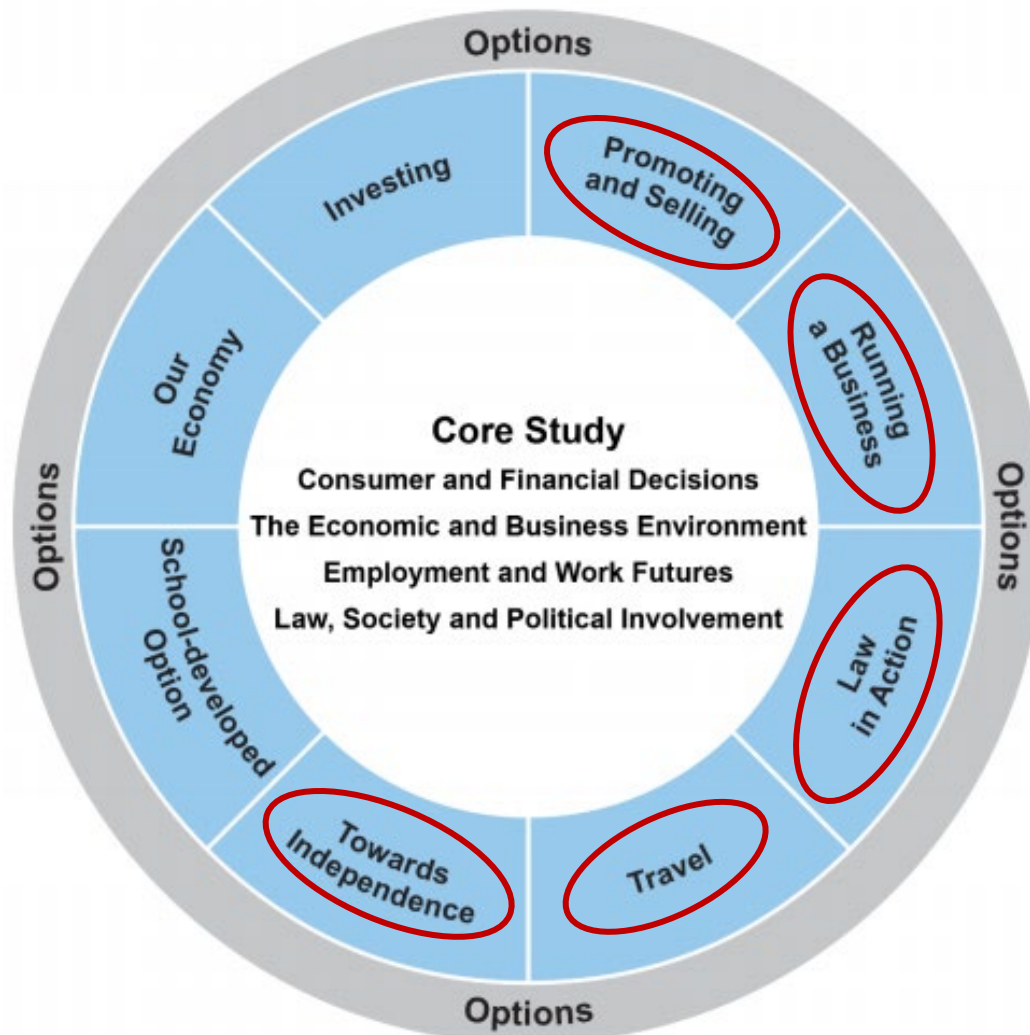 Options
Promoting
and Selling
Running
a Business
Options
Law
in Action
Travel
Options
Towards
Independence
School-developed
Option
Options
Our
Economy
Investing
Core Study
Consumer and Financial Decisions
The Economic and Business Environment
Employment and Work Futures
Law, Society and Political Involvement